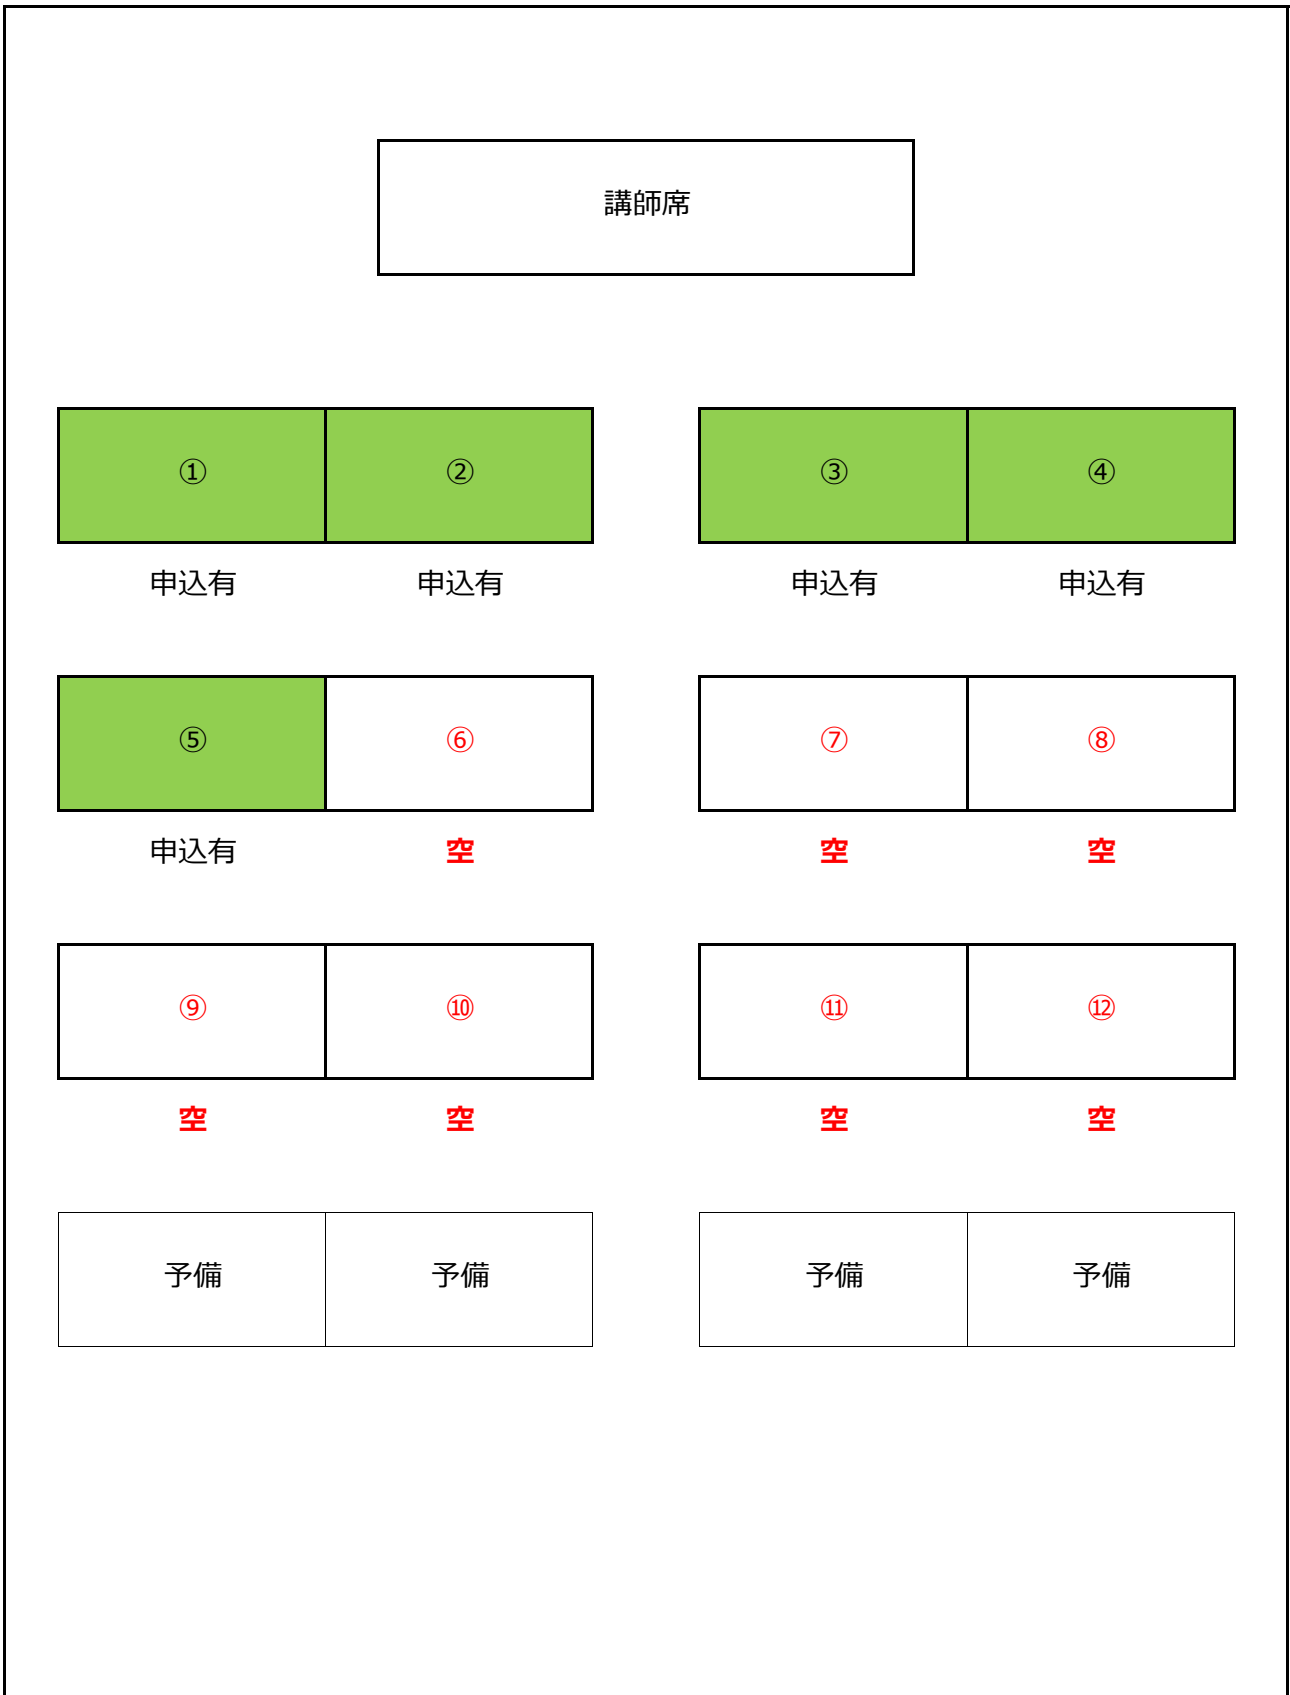 講師席
① ② ③ ④
申込有 申込有 申込有 申込有
⑤ ⑥ ⑦ ⑧
申込有 空 空 空
⑨ ⑩ ⑪ ⑫
空 空 空 空
予備 予備 予備 予備